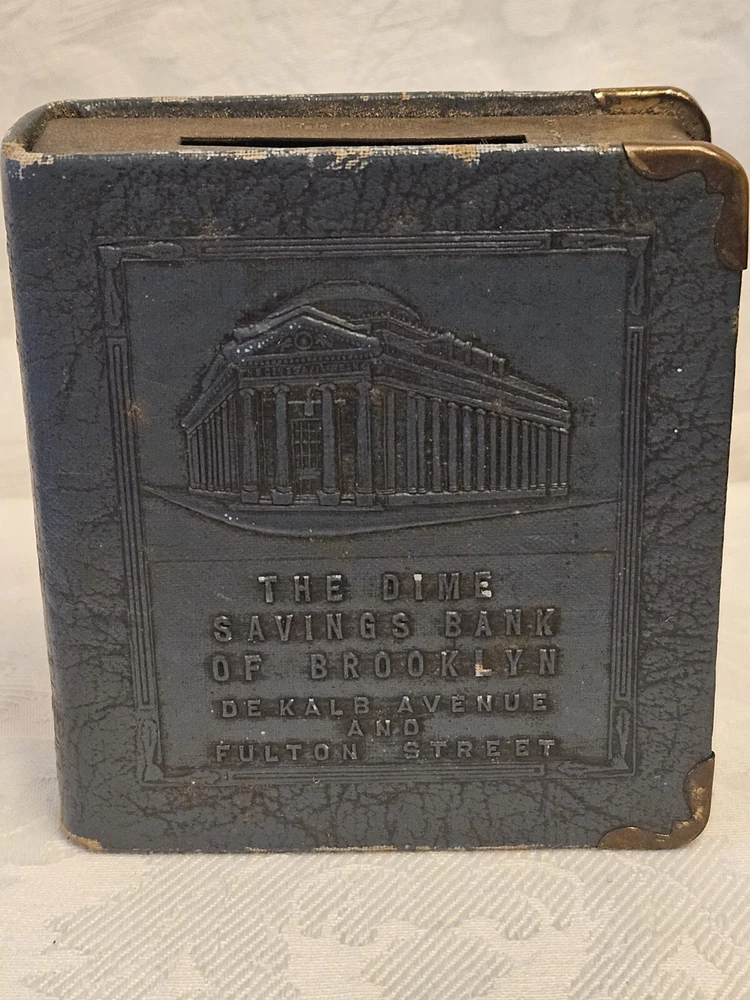 THE DIME
SAVINGS BANK
OF BROOKLYN
DE KALB AVENUE
AND
FULTON STREET